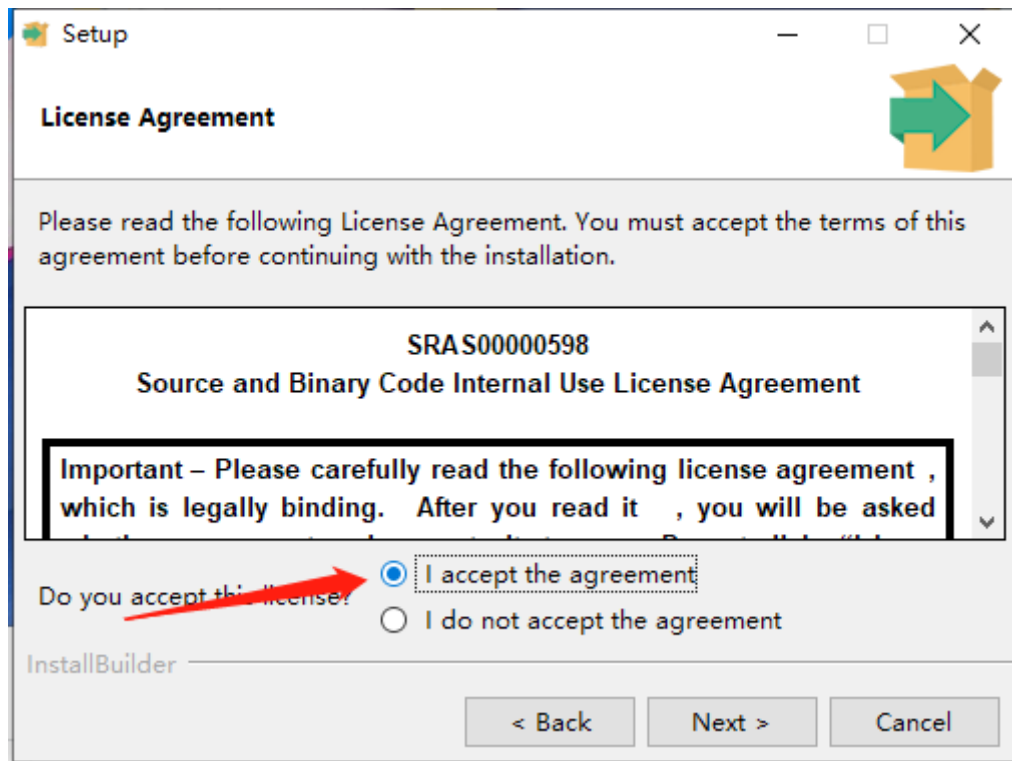 Setup
License Agreement
Please read the following License Agreement. You must accept the terms of this
agreement before continuing with the installation.
SRAS00000598
Source and Binary Code Internal Use License Agreement
Important – Please carefully read the following license agreement ,
which is legally binding. After you read it , you will be asked
Do you accept this license?
I accept the agreement
I do not accept the agreement
InstallBuilder
< Back
Next >
Cancel